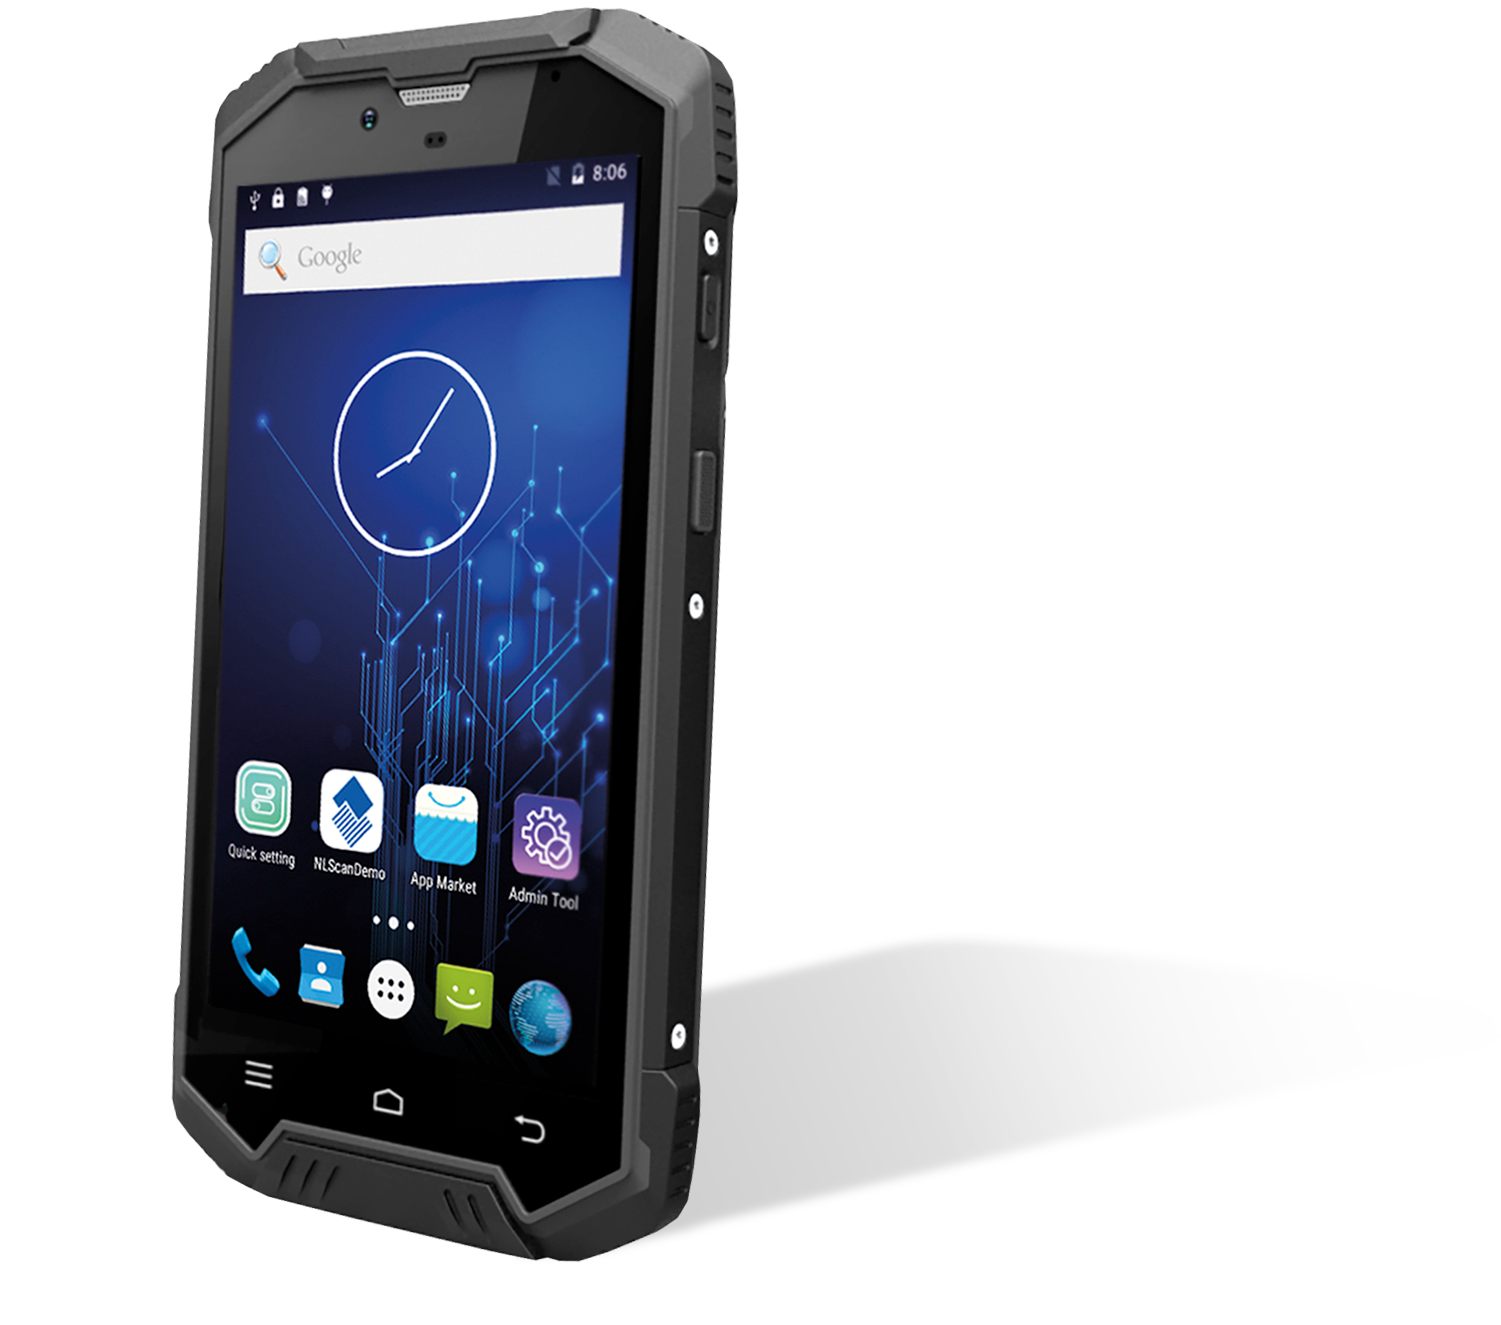 8:06
Google
Quick setting
NLScanDemo
App Market
Admin Tool